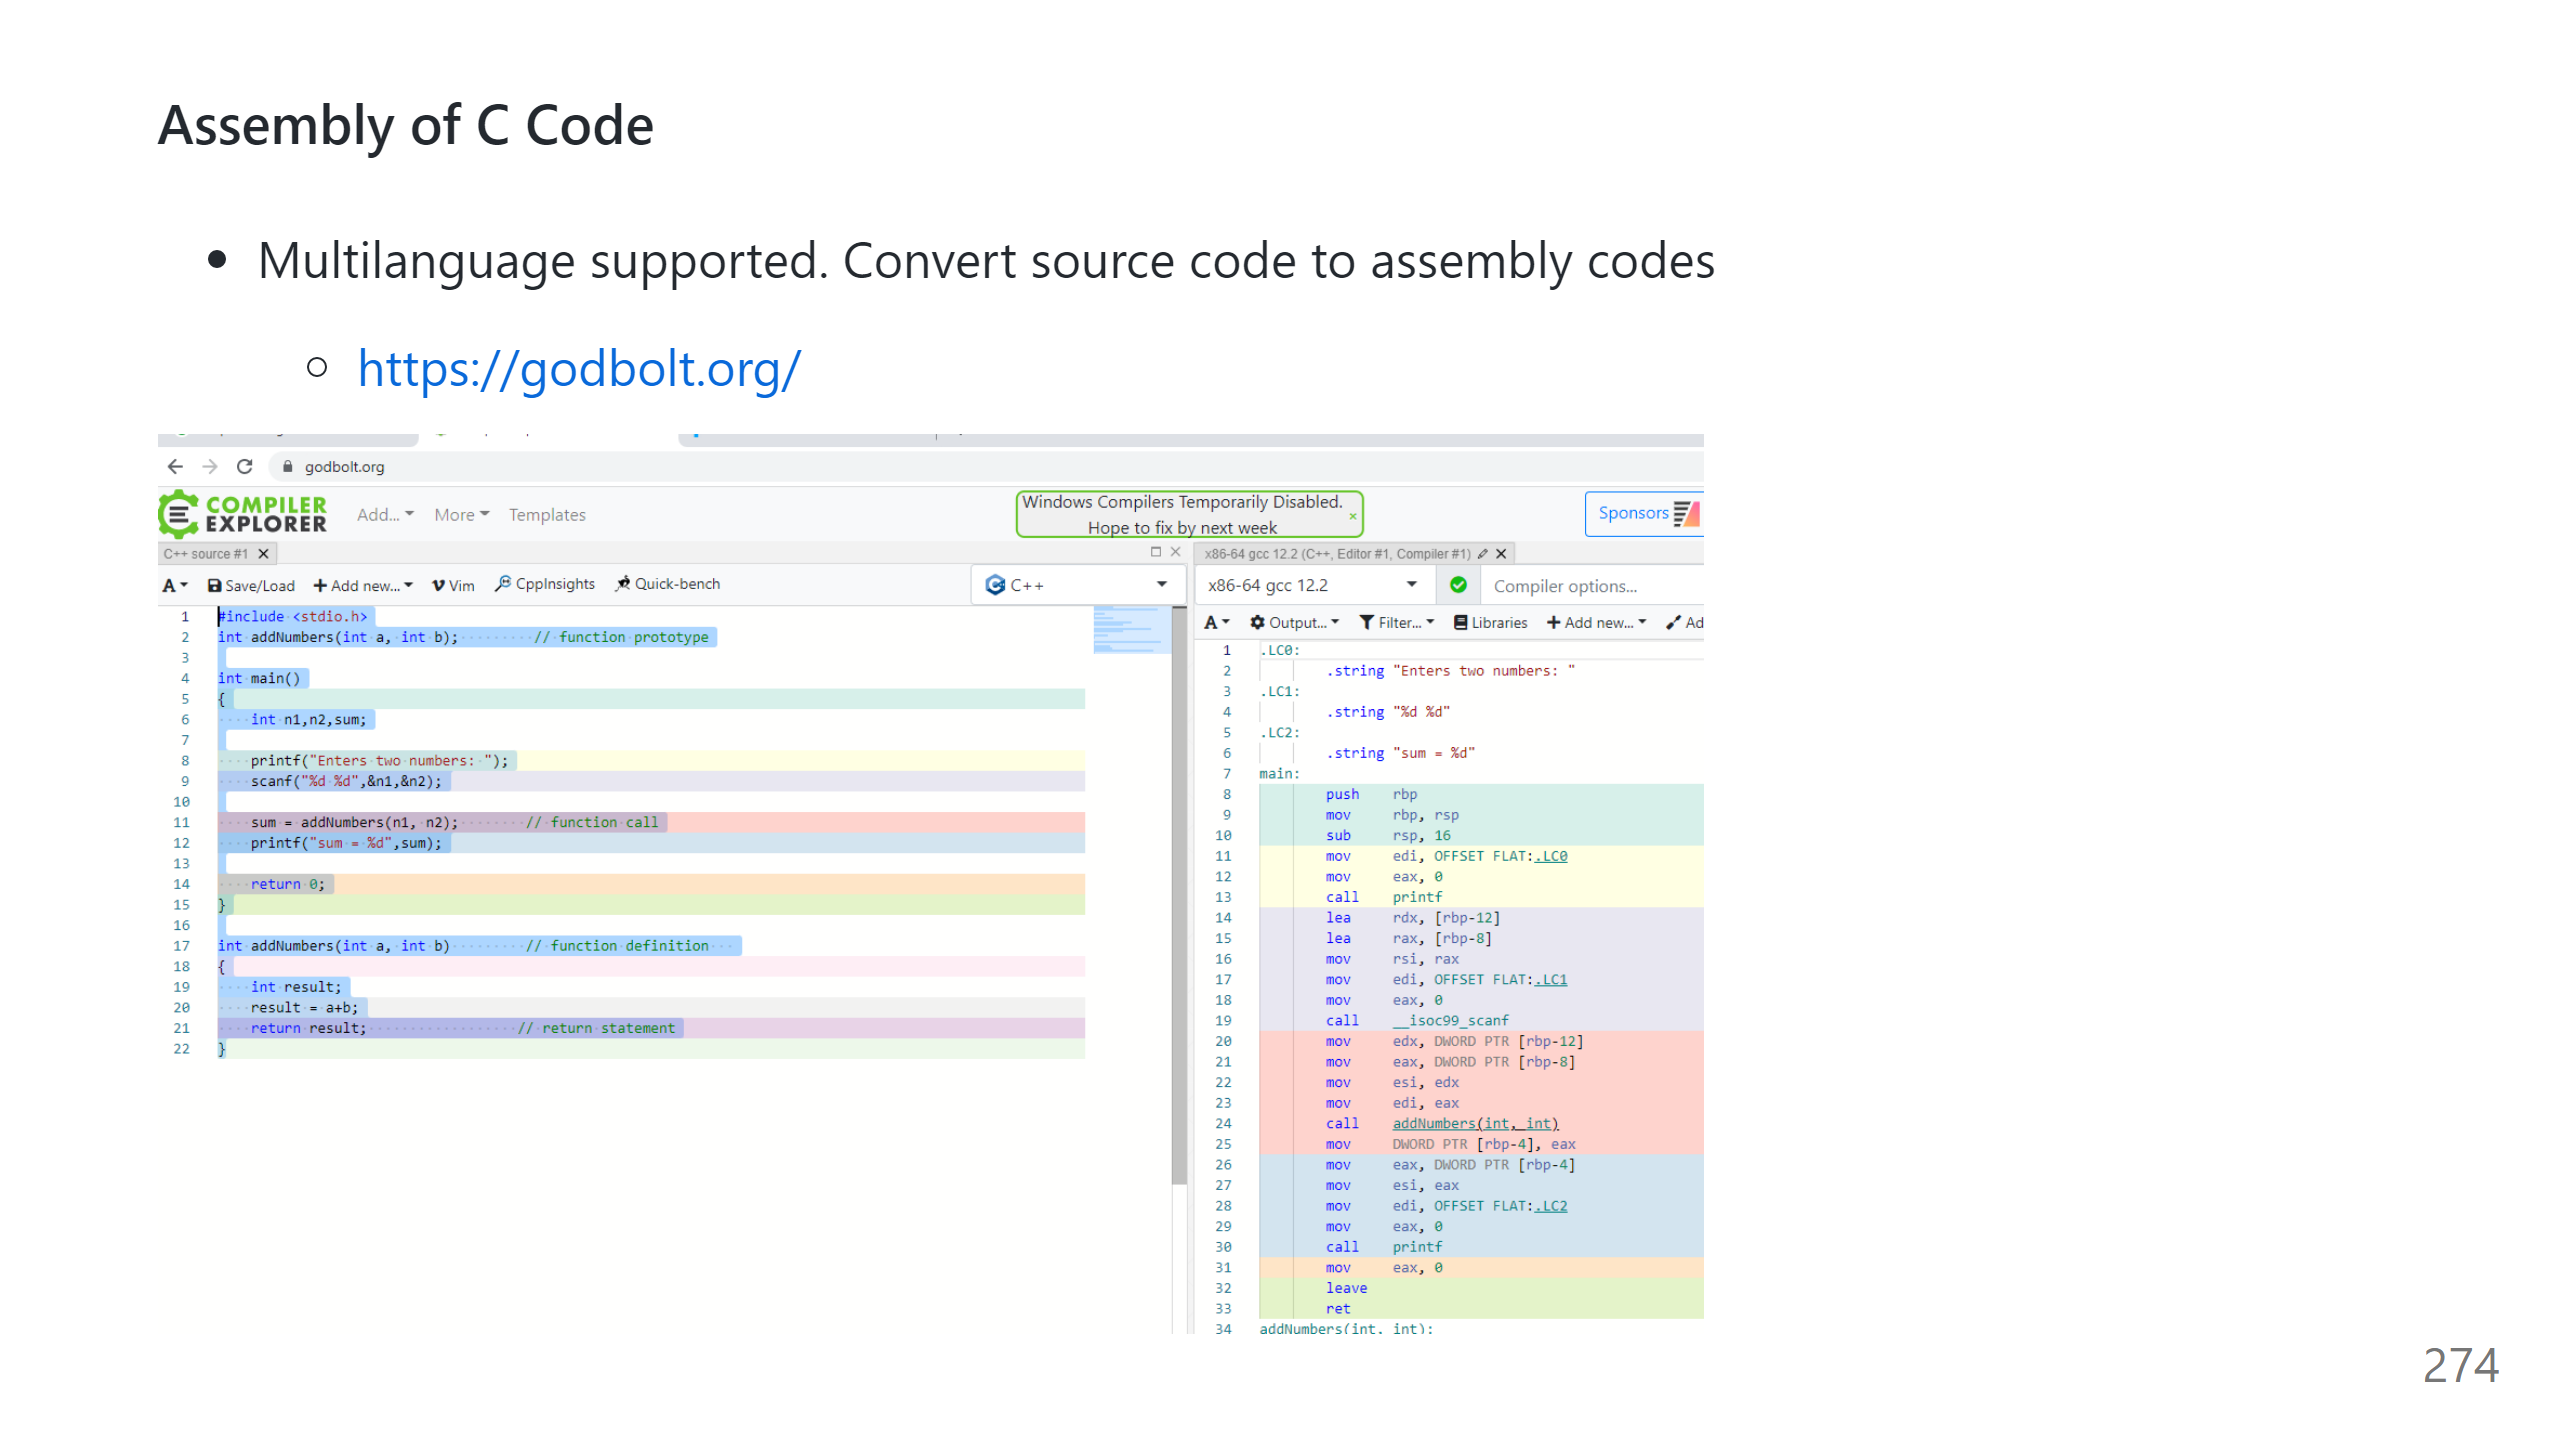 Assembly of C Code
Multilanguage supported. Convert source code to assembly codes
https://godbolt.org/
godbolt.org
COMPILER
EXPLORER
Add...
More
Templates
Windows Compilers Temporarily Disabled.
Hope to fix by next week
×
Sponsors
C++ source #1
x86-64 gcc 12.2 (C++, Editor #1, Compiler #1)
A
Save/Load
Add new...
Vim
CppInsights
Quick-bench
C++
x86-64 gcc 12.2
Compiler options...
A
Output...
Filter...
Libraries
Add new...
Ad
1 #include <stdio.h>
2 int addNumbers(int a, int b);         // function prototype
3
4 int main()
5 {
6     int n1,n2,sum;
7
8     printf("Enters two numbers: ");
9     scanf("%d %d",&n1,&n2);
10
11     sum = addNumbers(n1, n2);        // function call
12     printf("sum = %d",sum);
13
14     return 0;
15 }
16
17 int addNumbers(int a, int b)         // function definition
18 {
19     int result;
20     result = a+b;
21     return result;                  // return statement
22 }
1 .LC0:
2         .string "Enters two numbers: "
3 .LC1:
4         .string "%d %d"
5 .LC2:
6         .string "sum = %d"
7 main:
8         push    rbp
9         mov     rbp, rsp
10         sub     rsp, 16
11         mov     edi, OFFSET FLAT:.LC0
12         mov     eax, 0
13         call    printf
14         lea     rdx, [rbp-12]
15         lea     rax, [rbp-8]
16         mov     rsi, rax
17         mov     edi, OFFSET FLAT:.LC1
18         mov     eax, 0
19         call    __isoc99_scanf
20         mov     edx, DWORD PTR [rbp-12]
21         mov     eax, DWORD PTR [rbp-8]
22         mov     esi, edx
23         mov     edi, eax
24         call    addNumbers(int, int)
25         mov     DWORD PTR [rbp-4], eax
26         mov     eax, DWORD PTR [rbp-4]
27         mov     esi, eax
28         mov     edi, OFFSET FLAT:.LC2
29         mov     eax, 0
30         call    printf
31         mov     eax, 0
32         leave
33         ret
34 addNumbers(int, int):
274